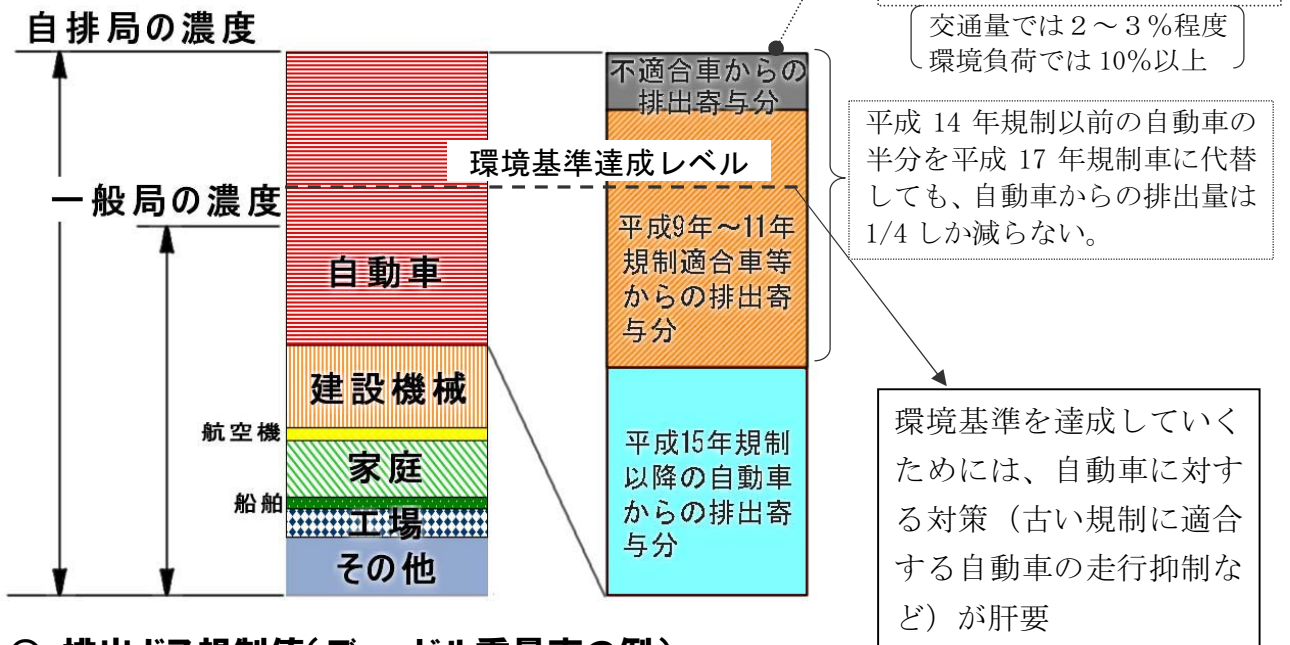 自排局の濃度
一般局の濃度
自動車
建設機械
航空機
家庭
船舶
工場
その他
環境基準達成レベル
不適合車からの
排出寄与分
平成9年～11年
規制適合車等
からの排出寄
与分
平成15年規制
以降の自動車
からの排出寄
与分
交通量では２～３％程度
環境負荷では 10％以上
平成 14 年規制以前の自動車の
半分を平成 17 年規制車に代替
しても、自動車からの排出量は
1/4 しか減らない。
環境基準を達成していく
ためには、自動車に対す
る対策（古い規制に適合
する自動車の走行抑制な
ど）が肝要